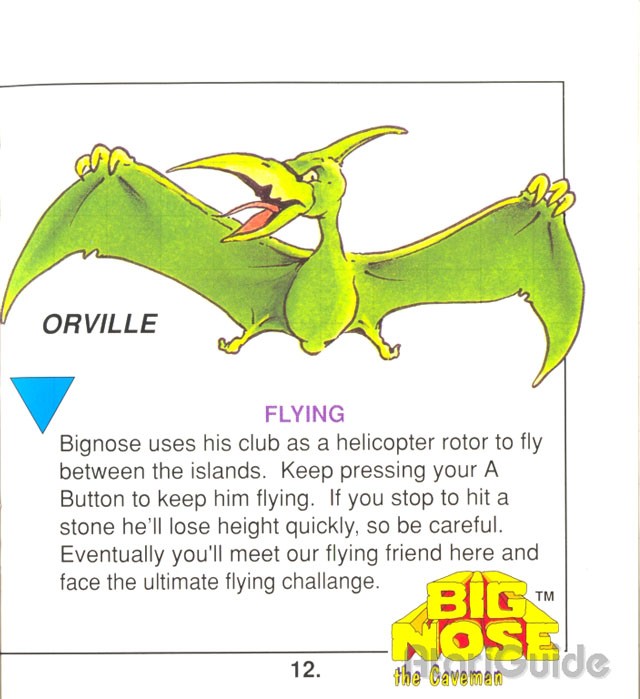 ORVILLE
FLYING
Bignose uses his club as a helicopter rotor to fly
between the islands. Keep pressing your A
Button to keep him flying. If you stop to hit a
stone he'll lose height quickly, so be careful.
Eventually you'll meet our flying friend here and
face the ultimate flying challange.
BIG
NOSE
TM
the Caveman
AtariGuide
12.